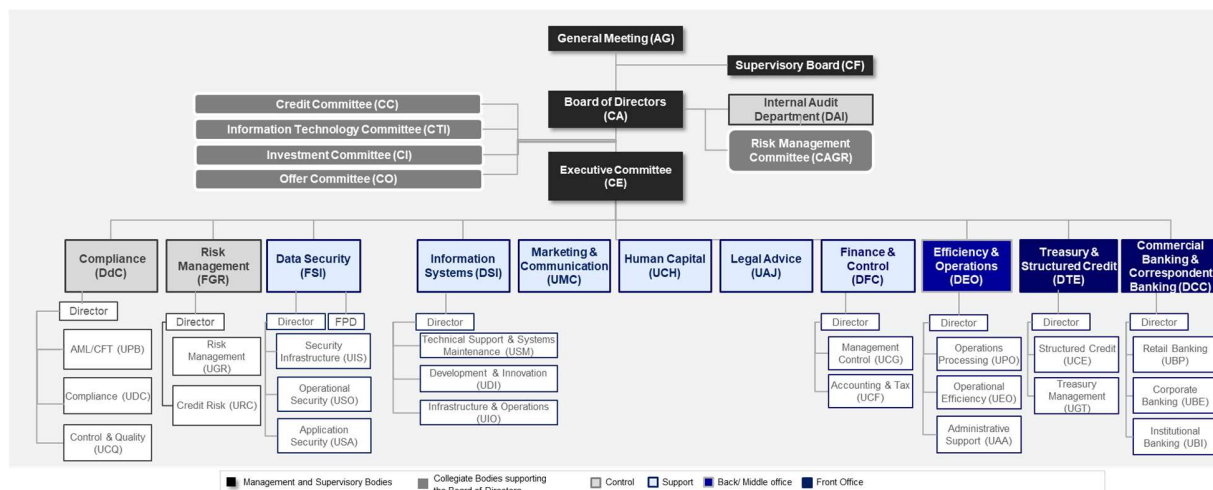 General Meeting (AG)
Supervisory Board (CF)
Board of Directors
(CA)
Internal Audit
Department (DAI)
Risk Management
Committee (CAGR)
Credit Committee (CC)
Information Technology Committee (CTI)
Investment Committee (CI)
Offer Committee (CO)
Executive Committee
(CE)
Compliance
(DdC)
Director
AML/CFT (UPB)
Compliance (UDC)
Control & Quality
(UCQ)
Risk
Management
(FGR)
Director
Risk
Management
(UGR)
Credit Risk (URC)
Data Security
(FSI)
Director
FPD
Security
Infrastructure (UIS)
Operational
Security (USO)
Application
Security (USA)
Information
Systems (DSI)
Director
Technical Support & Systems
Maintenance (USM)
Development & Innovation
(UDI)
Infrastructure & Operations
(UIO)
Marketing &
Communication
(UMC)
Human Capital
(UCH)
Legal Advice
(UAJ)
Finance &
Control
(DFC)
Director
Management
Control (UCG)
Accounting & Tax
(UCF)
Efficiency &
Operations
(DEO)
Director
Operations
Processing (UPO)
Operational
Efficiency (UEO)
Administrative
Support (UAA)
Treasury &
Structured Credit
(DTE)
Director
Structured Credit
(UCE)
Treasury
Management
(UGT)
Commercial
Banking &
Correspondent
Banking (DCC)
Director
Retail Banking
(UBP)
Corporate
Banking (UBE)
Institutional
Banking (UBI)
Management and Supervisory Bodies
Collegiate Bodies supporting
the Board of Directors
Control
Support
Back/ Middle office
Front Office